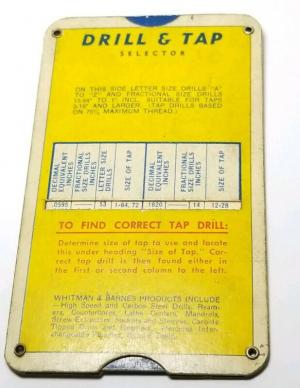 DRILL & TAP
SELECTOR
ON THIS SIDE LETTER SIZE DRILLS "A"
TO "Z" AND FRACTIONAL SIZE DRILLS
15/64" TO 1" INCL. SUITABLE FOR TAPS
3/16" AND LARGER. (TAP DRILLS BASED
ON 75% MAXIMUM THREAD.)
DECIMAL EQUIVALENT INCHES
FRACTIONAL SIZE DRILLS INCHES
LETTER SIZE DRILLS
SIZE OF TAP
DECIMAL EQUIVALENT INCHES
FRACTIONAL SIZE DRILLS INCHES
SIZE OF TAP
.0595 53 1-64, 72 1820 14 12-28
TO FIND CORRECT TAP DRILL:
Determine size of tap to use and locate
this under heading "Size of Tap." Cor-
rect tap drill is then found either in
the first or second column to the left.
WHITMAN & BARNES PRODUCTS INCLUDE
—High Speed and Carbon Steel Drills, Ream-
ers, Counterbores, Lathe Centers, Mandrels,
Screw Extractors, Sockets and Sleeves, Carbide
Tipped Drills and Reamers, Hercules Inter-
changeable Punches